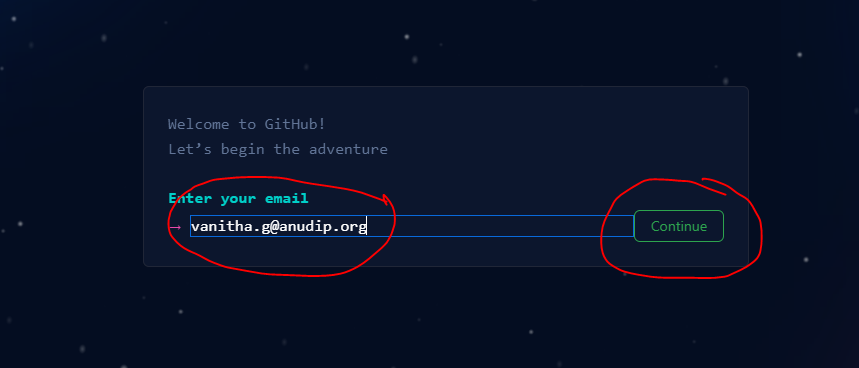 Welcome to GitHub!
Let’s begin the adventure
Enter your email
→ vanitha.g@anudip.org
Continue